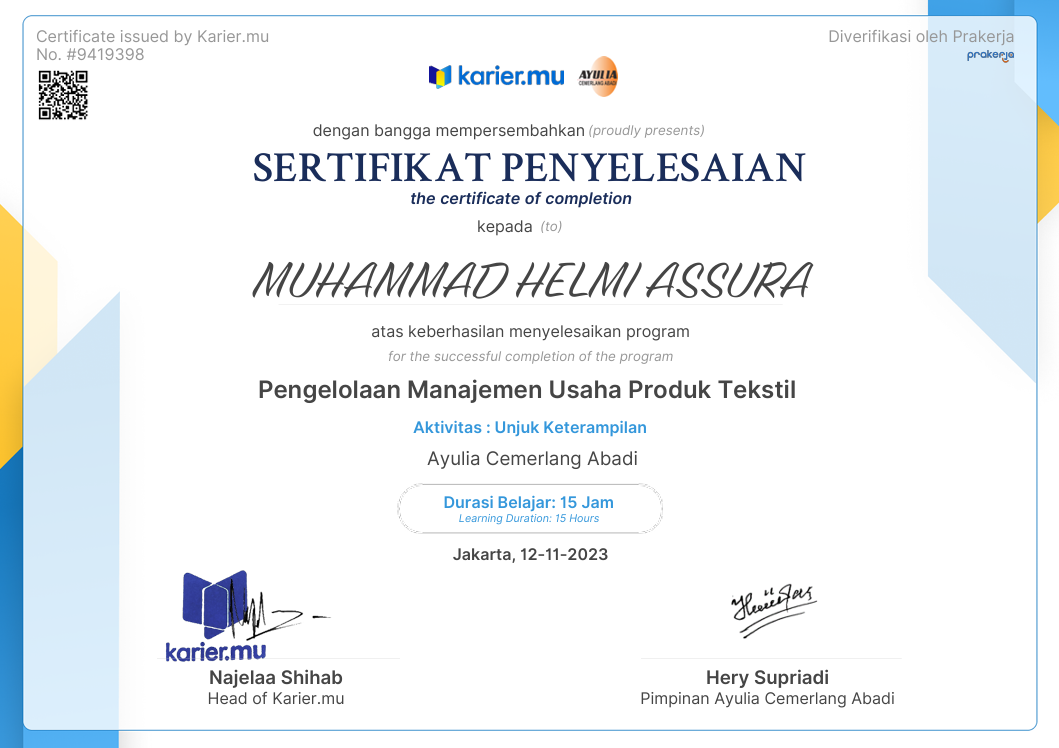 Certificate issued by Karier.mu
No. #9419398
Diverifikasi oleh Prakerja
prakerja
karier.mu
AYULIA
CEMERLANG ABADI
dengan bangga mempersembahkan (proudly presents)
SERTIFIKAT PENYELESAIAN
the certificate of completion
kepada (to)
MUHAMMAD HELMI ASSURA
atas keberhasilan menyelesaikan program
for the successful completion of the program
Pengelolaan Manajemen Usaha Produk Tekstil
Aktivitas : Unjuk Keterampilan
Ayulia Cemerlang Abadi
Durasi Belajar: 15 Jam
Learning Duration: 15 Hours
Jakarta, 12-11-2023
karier.mu
Najelaa Shihab
Head of Karier.mu
Hery Supriadi
Pimpinan Ayulia Cemerlang Abadi